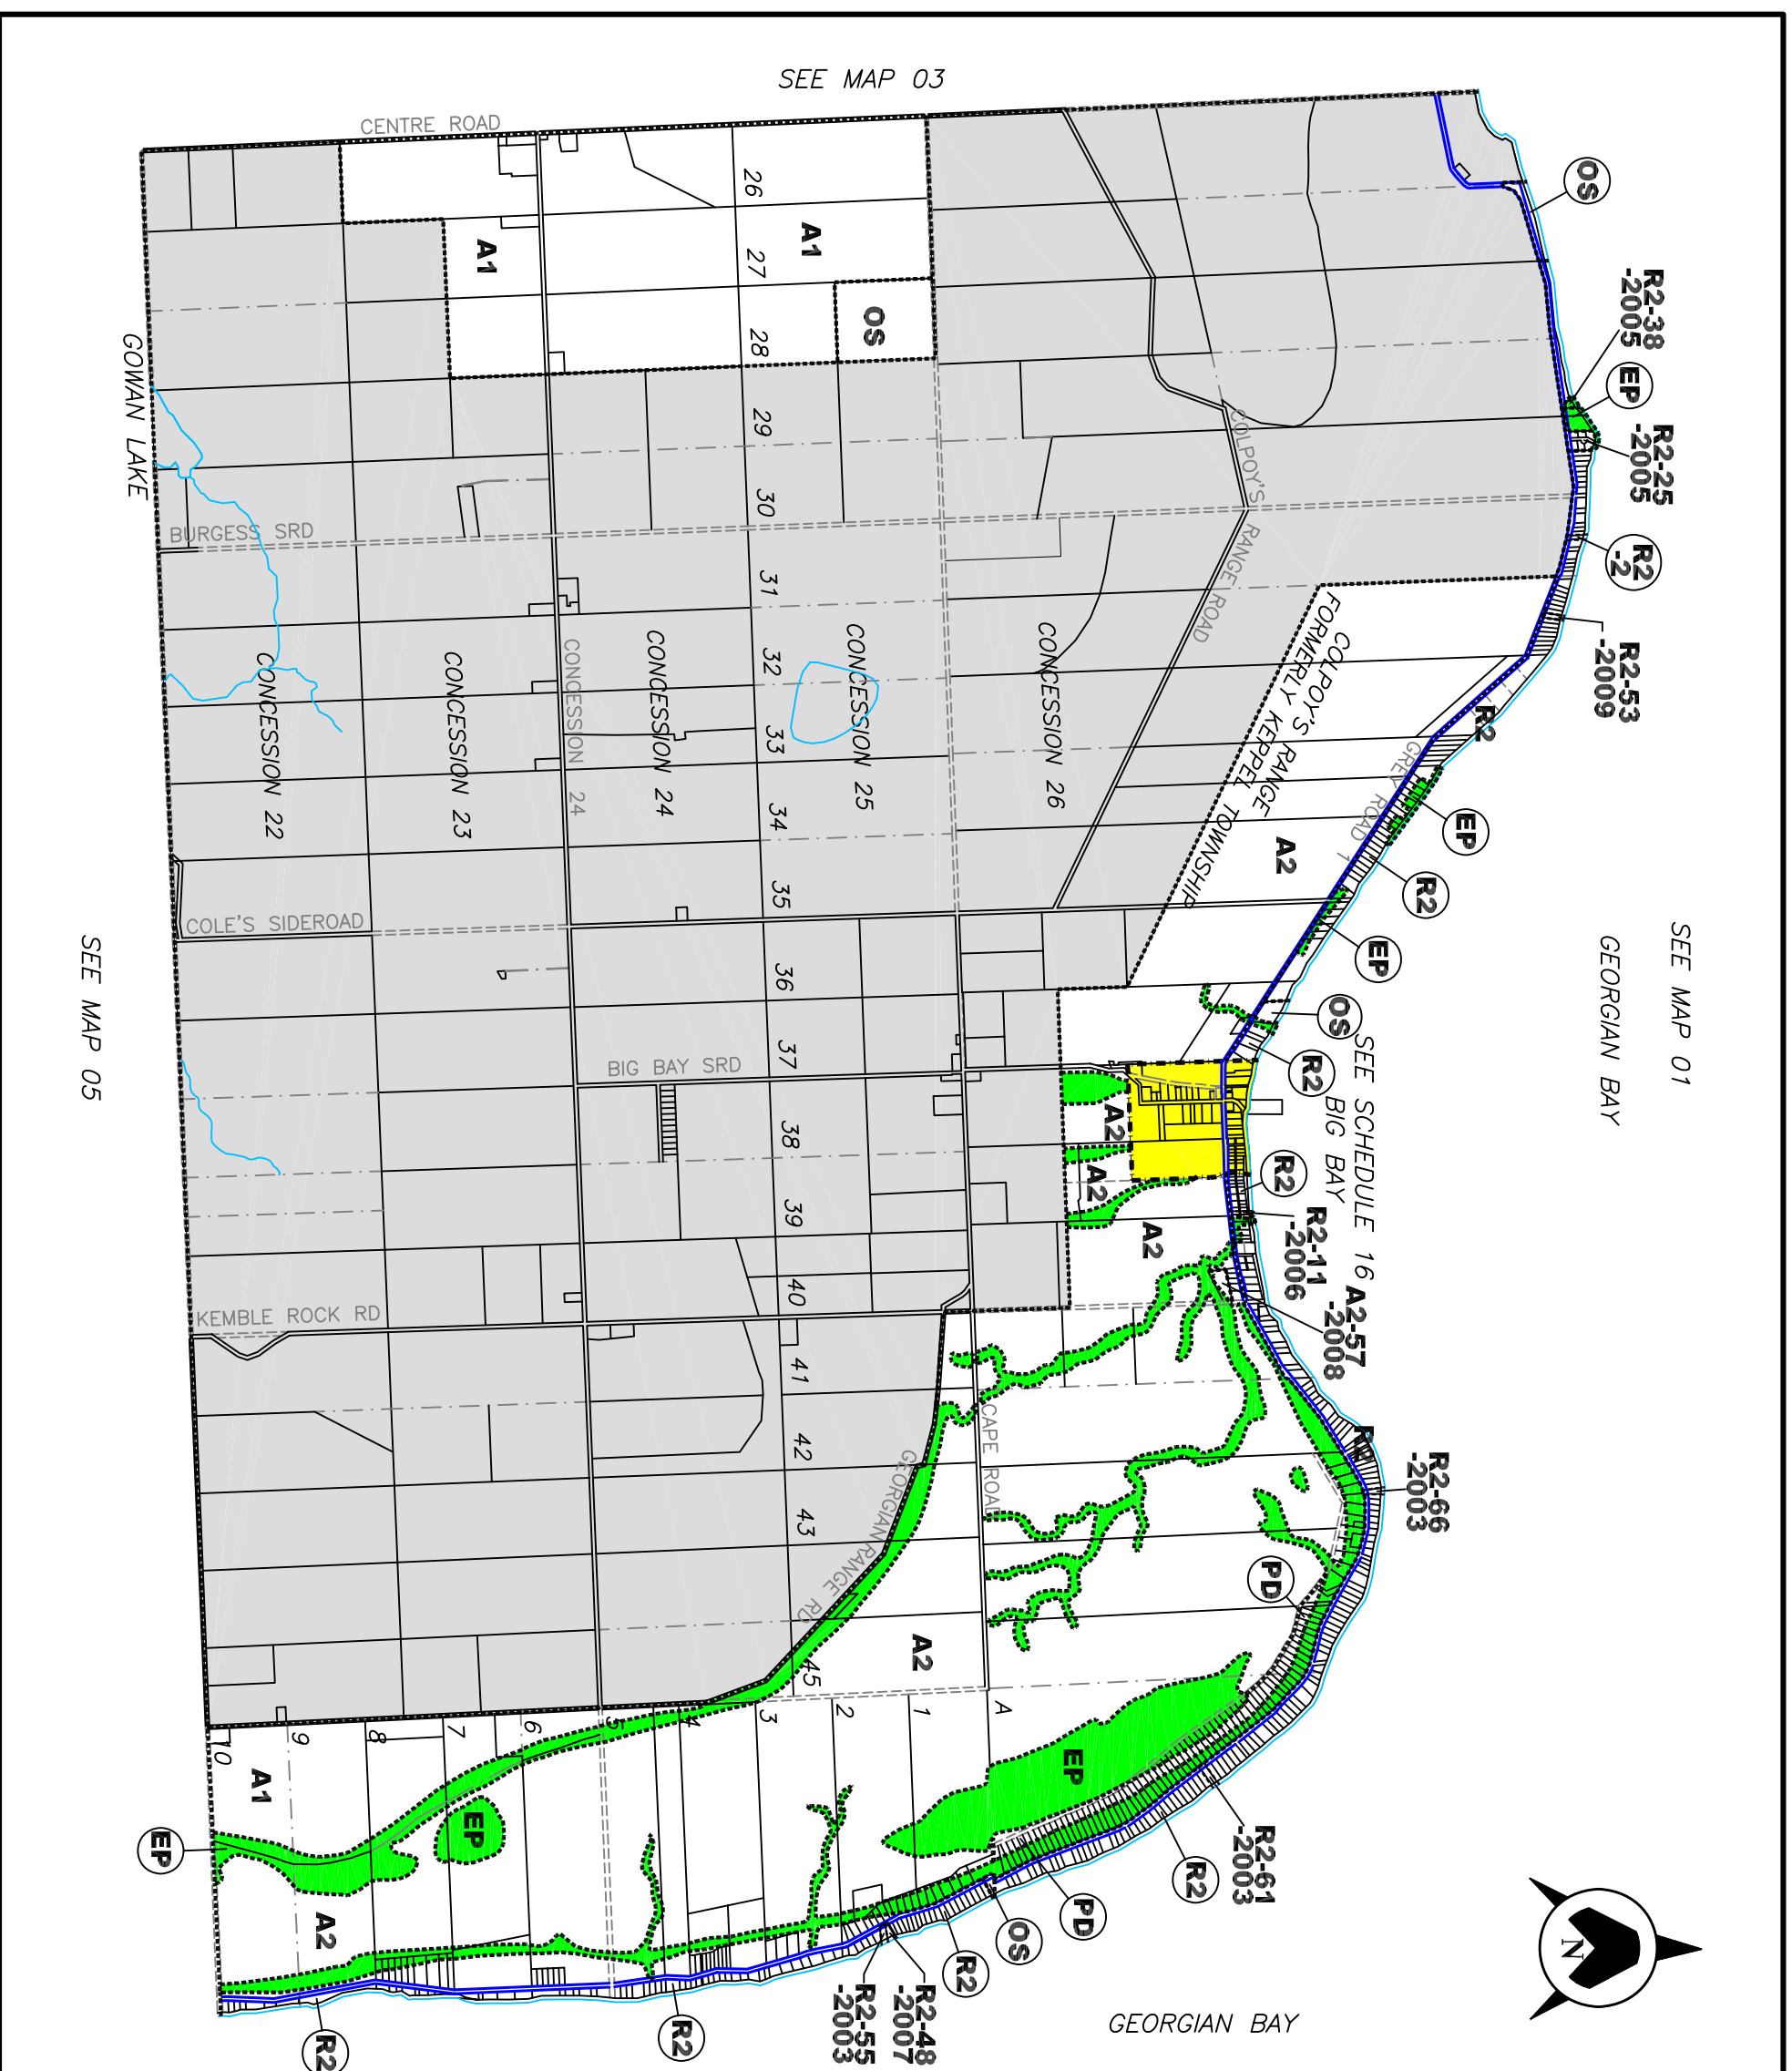 SEE MAP 03
CENTRE ROAD
OS
R2-38
-2005
EP
R2-25
-2005
R2
-2
R2-53
-2009
26
27
28
29
30
31
32
33
34
35
36
37
38
39
40
41
42
43
45
A1
A1
OS
GOWAN LAKE
BURGESS SRD
COLPOY'S RANGE ROAD
COLPOY'S RANGE
FORMERLY KEPPEL TOWNSHIP
CONCESSION 22
CONCESSION 23
CONCESSION 24
CONCESSION 24
CONCESSION 25
CONCESSION 26
R2
GREY ROAD 1
EP
A2
R2
EP
COLE'S SIDEROAD
SEE MAP 05
SEE MAP 01
GEORGIAN BAY
OS
R2
SEE SCHEDULE 16
BIG BAY
BIG BAY SRD
A2
A2
A2
R2
R2-11
-2006
A2-57
-2008
KEMBLE ROCK RD
CAPE ROAD
GEORGIAN RANGE RD
R2
R2-66
-2003
PD
A2
A
1
2
3
4
5
6
7
8
9
10
EP
A1
EP
EP
A2
R2-61
-2003
R2
PD
OS
R2
R2-48
-2007
R2-55
-2003
R2
R2
GEORGIAN BAY
N